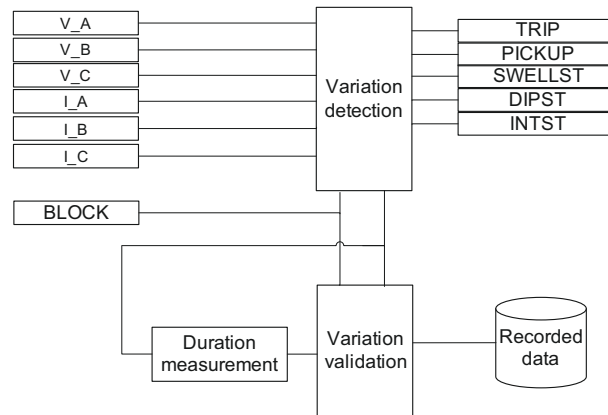 V_A
V_B
V_C
I_A
I_B
I_C
BLOCK
Variation
detection
TRIP
PICKUP
SWELLST
DIPST
INTST
Duration
measurement
Variation
validation
Recorded
data